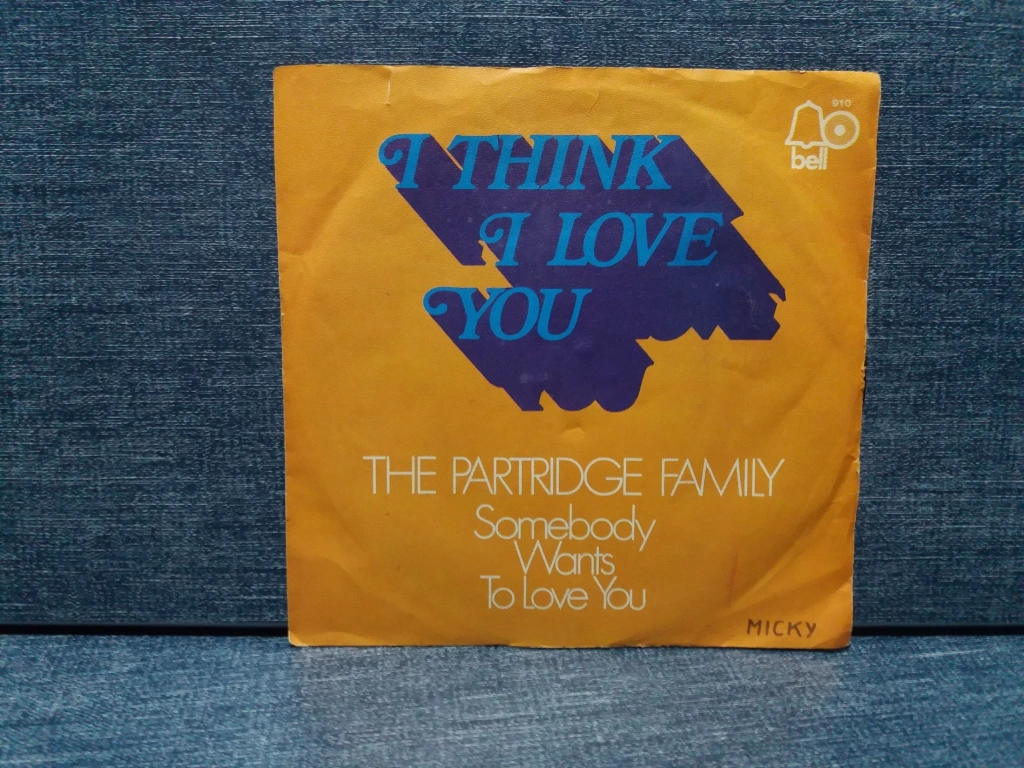 910
bell
I THINK
I LOVE
YOU
THE PARTRIDGE FAMILY
Somebody
Wants
To Love You
MICKY